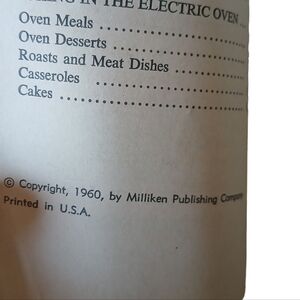 IN THE ELECTRIC OVEN
Oven Meals ....................
Oven Desserts ....................
Roasts and Meat Dishes ............
Casseroles ....................
Cakes ........................
© Copyright, 1960, by Milliken Publishing Company
Printed in U.S.A.